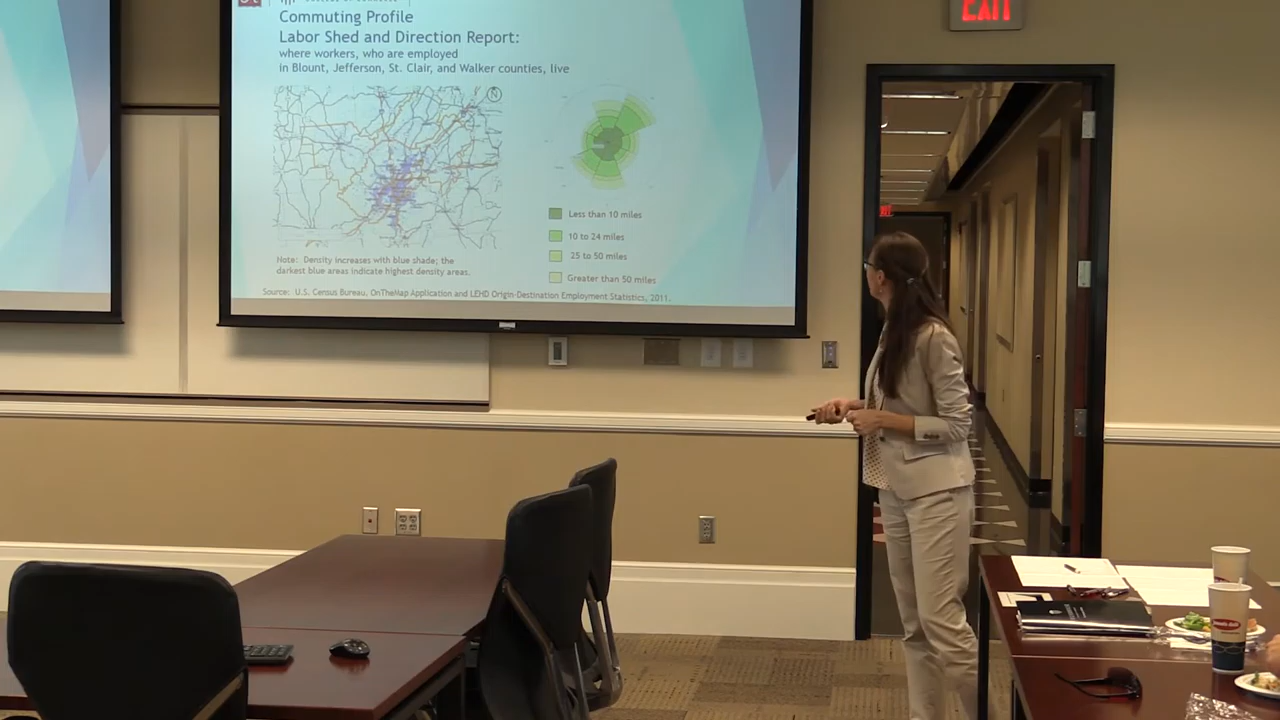 EXIT
Commuting Profile
Labor Shed and Direction Report:
where workers, who are employed
in Blount, Jefferson, St. Clair, and Walker counties, live
N
Less than 10 miles
10 to 24 miles
25 to 50 miles
Greater than 50 miles
Note: Density increases with blue shade; the
darkest blue areas indicate highest density areas.
Source: U.S. Census Bureau, OnTheMap Application and LEHD Origin-Destination Employment Statistics, 2011.